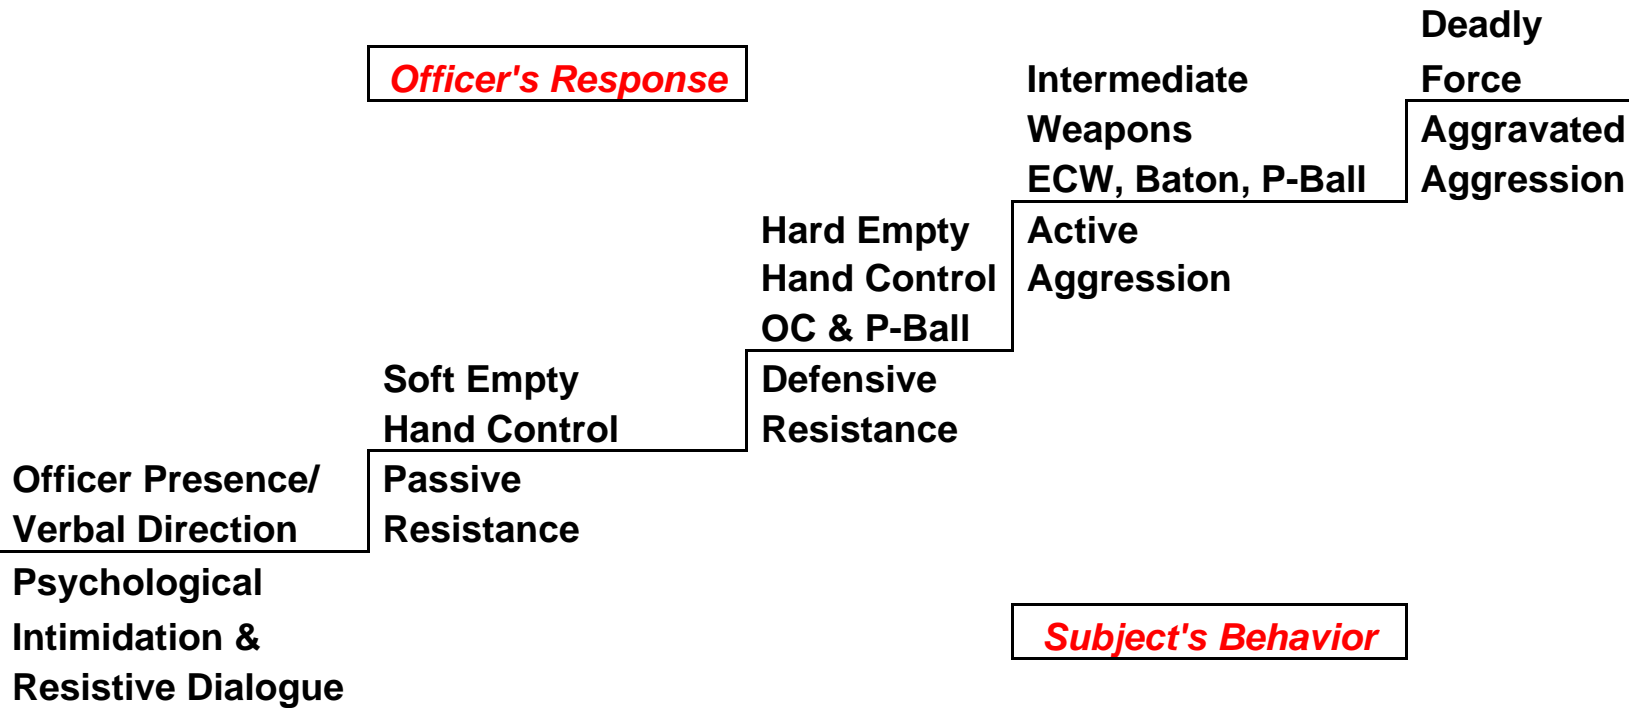 Officer's Response
Deadly
Force
Intermediate
Weapons
ECW, Baton, P-Ball
Aggravated
Aggression
Hard Empty
Hand Control
OC & P-Ball
Active
Aggression
Soft Empty
Hand Control
Defensive
Resistance
Officer Presence/
Verbal Direction
Passive
Resistance
Psychological
Intimidation &
Resistive Dialogue
Subject's Behavior